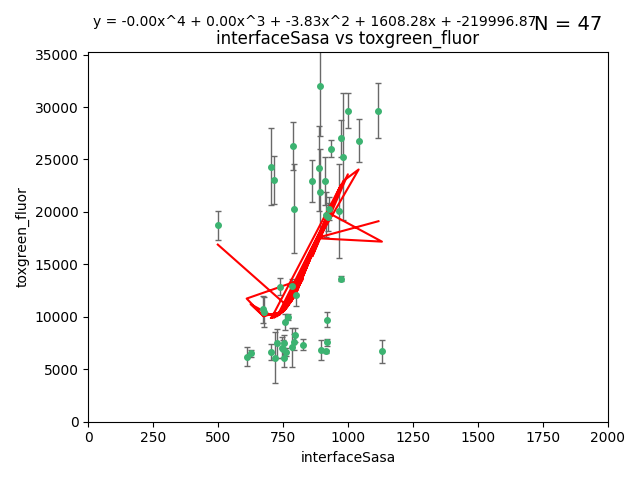 y = -0.00x^4 + 0.00x^3 + -3.83x^2 + 1608.28x + -219996.87
N = 47
interfaceSasa vs toxgreen_fluor
35000
30000
25000
20000
15000
10000
5000
0
toxgreen_fluor
0 250 500 750 1000 1250 1500 1750 2000
interfaceSasa